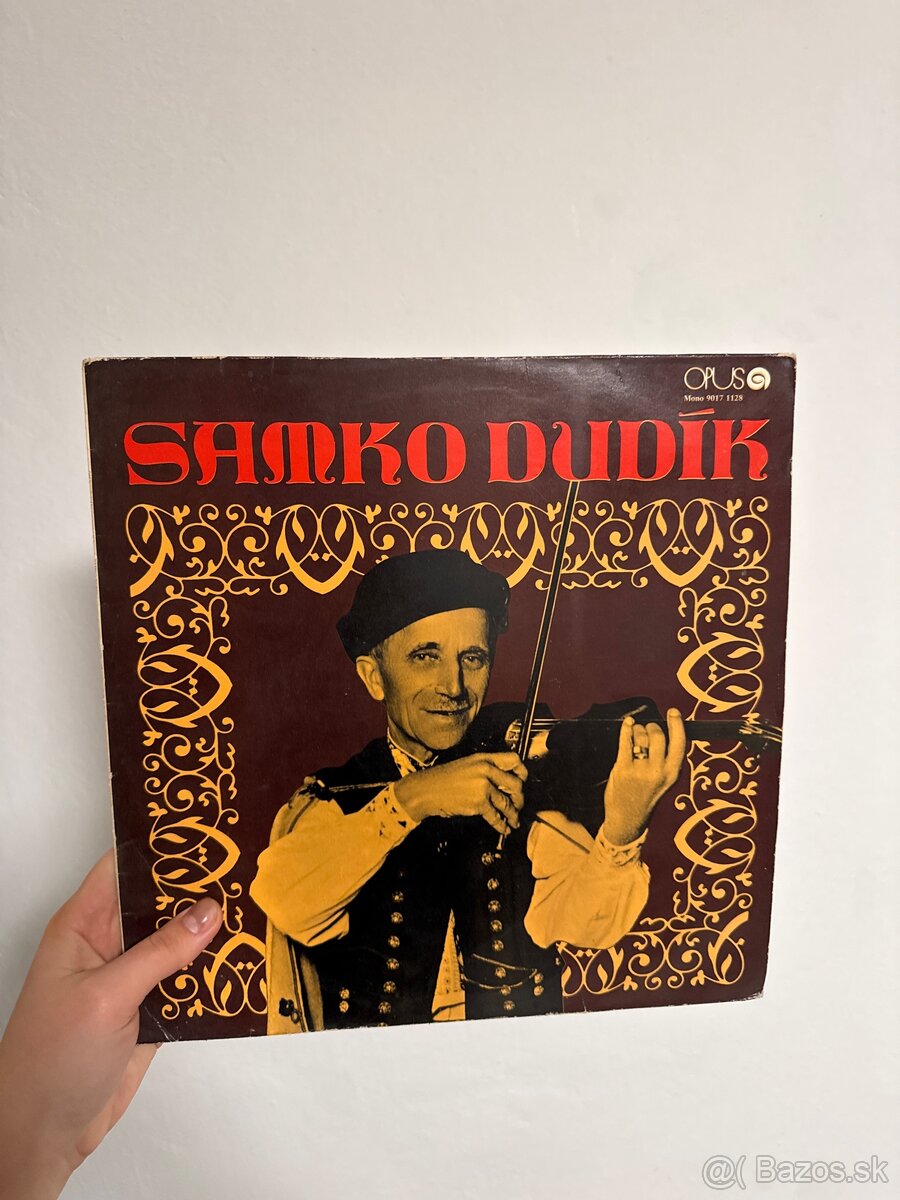 OPUS
Mono 9017 1128
SAMKO DUDÍK
@( Bazos.sk